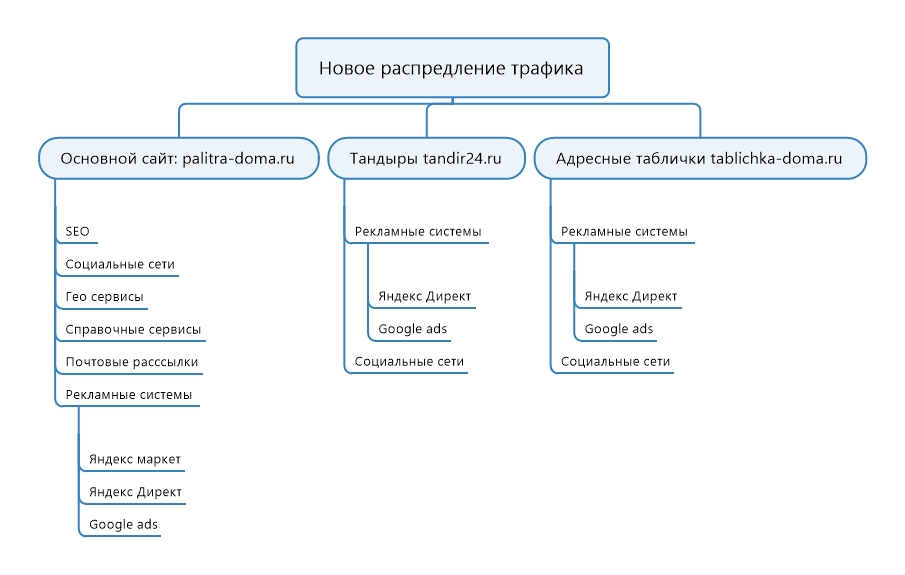 Новое распредление трафика
Основной сайт: palitra-doma.ru
SEO
Социальные сети
Гео сервисы
Справочные сервисы
Почтовые расссылки
Рекламные системы
Яндекс маркет
Яндекс Директ
Google ads
Тандыры tandir24.ru
Рекламные системы
Яндекс Директ
Google ads
Социальные сети
Адресные таблички tablichka-doma.ru
Рекламные системы
Яндекс Директ
Google ads
Социальные сети